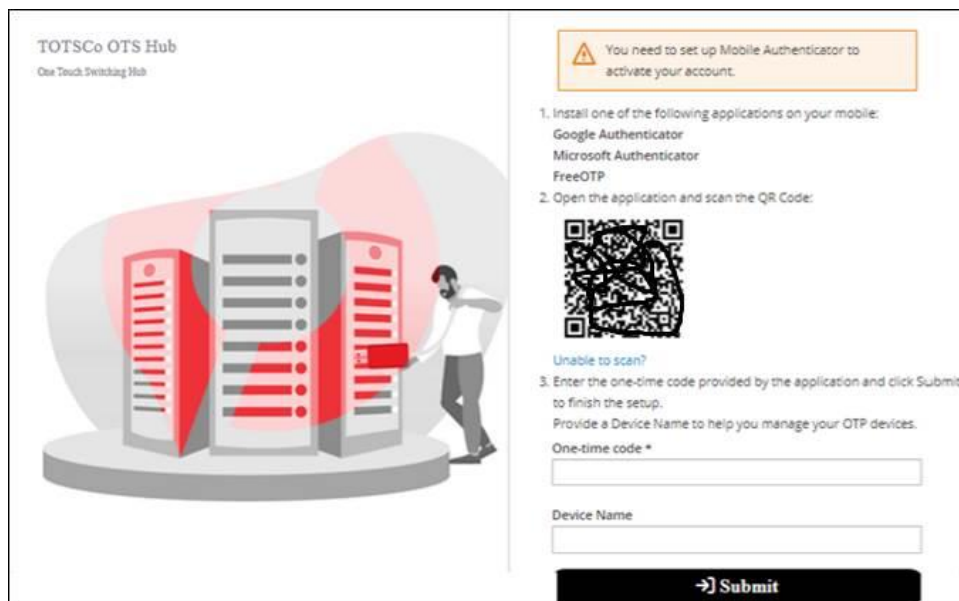 TOTSCo OTS Hub
One Touch Switching Hub
You need to set up Mobile Authenticator to
activate your account.
1. Install one of the following applications on your mobile:
Google Authenticator
Microsoft Authenticator
FreeOTP
2. Open the application and scan the QR Code:
Unable to scan?
3. Enter the one-time code provided by the application and click Submit
to finish the setup.
Provide a Device Name to help you manage your OTP devices.
One-time code *
Device Name
Submit